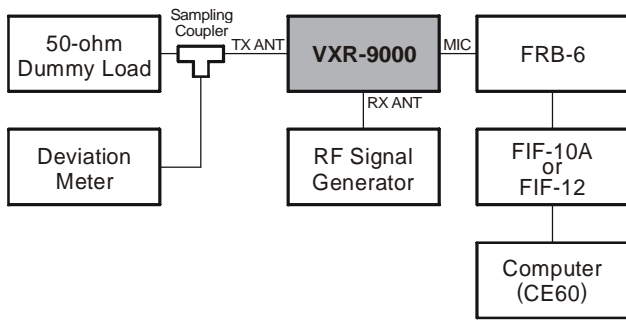 Sampling
Coupler
50-ohm
Dummy Load
TX ANT
VXR-9000
MIC
FRB-6
RX ANT
Deviation
Meter
RF Signal
Generator
FIF-10A
or
FIF-12
Computer
(CE60)